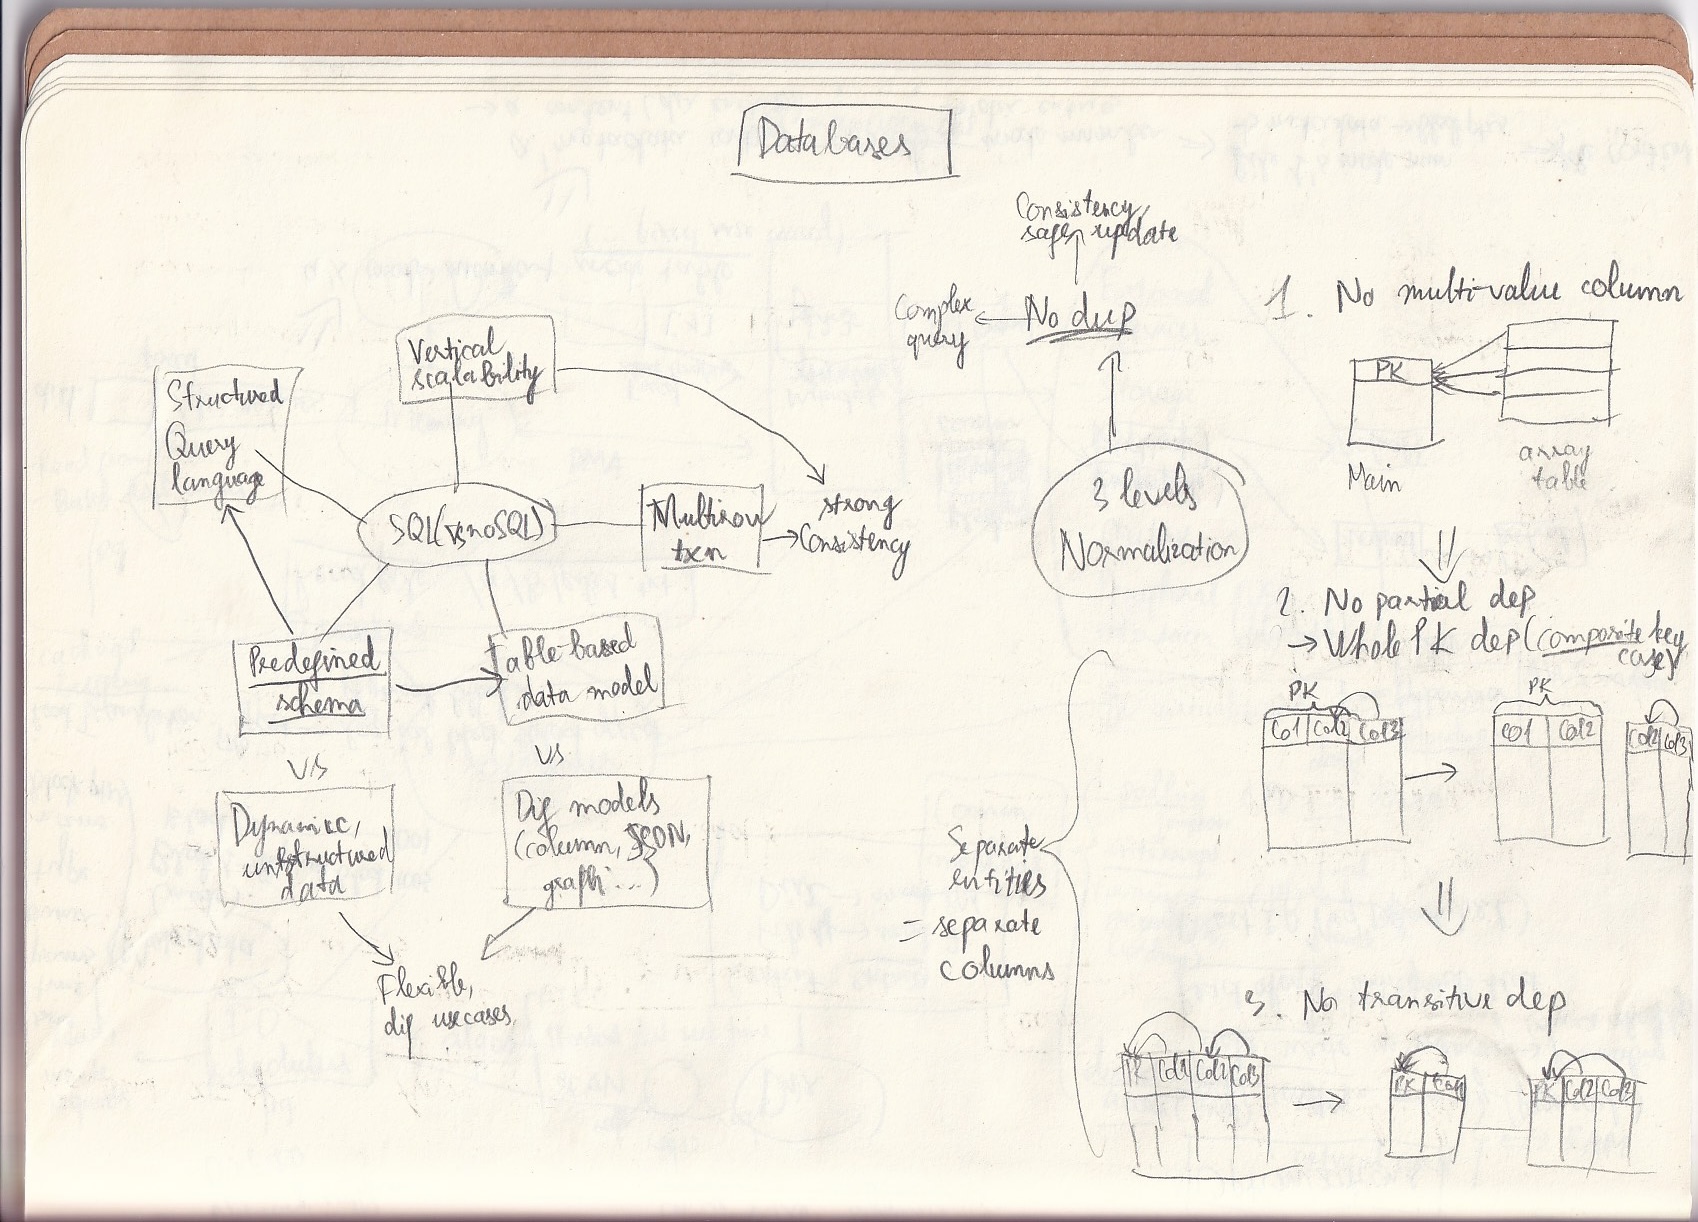 Databases
Consistency,
safer update
Complex
query
No dup
3 levels
Normalization
Vertical
scalability
Structured
Query
language
SQL(vs noSQL)
Multirow
txn
strong
Consistency
Predefined
schema
Table-based
data model
vs
vs
Dynamic,
unstructured
data
Dif models
(column, JSON,
graph...)
Flexible,
dif usecases
1. No multi-value column
PK
Main
array
table
2. No partial dep
→ Whole PK dep (composite key
case)
PK
Col1 Col2 Col3
PK
Col1 Col2
Col2 Col3
Separate
entities
= separate
columns
3. No transitive dep
PK Col1 Col2 Col3
PK Col1
PK Col2 Col3